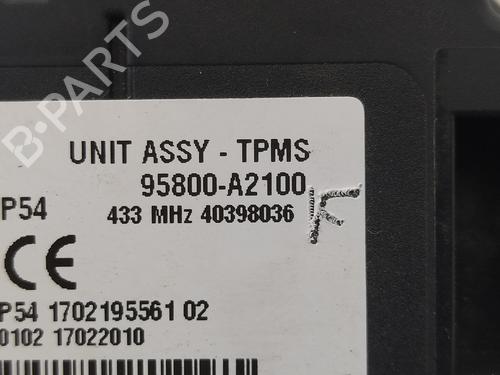 B-PARTS
UNIT ASSY - TPMS
95800-A2100
P54 433 MHz 40398036 F
CE
P54 1702195561 02
0102 17022010